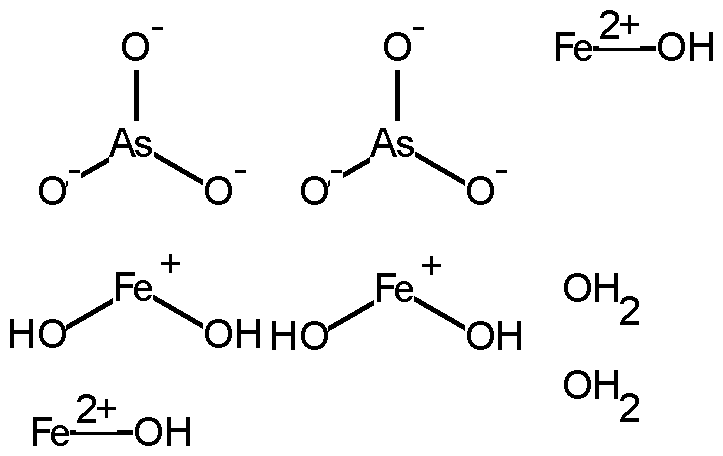 O- O- Fe2+ OH
As As
O- O- O- O-
Fe+ Fe+ OH2
HO OH HO OH
OH2
Fe2+ OH